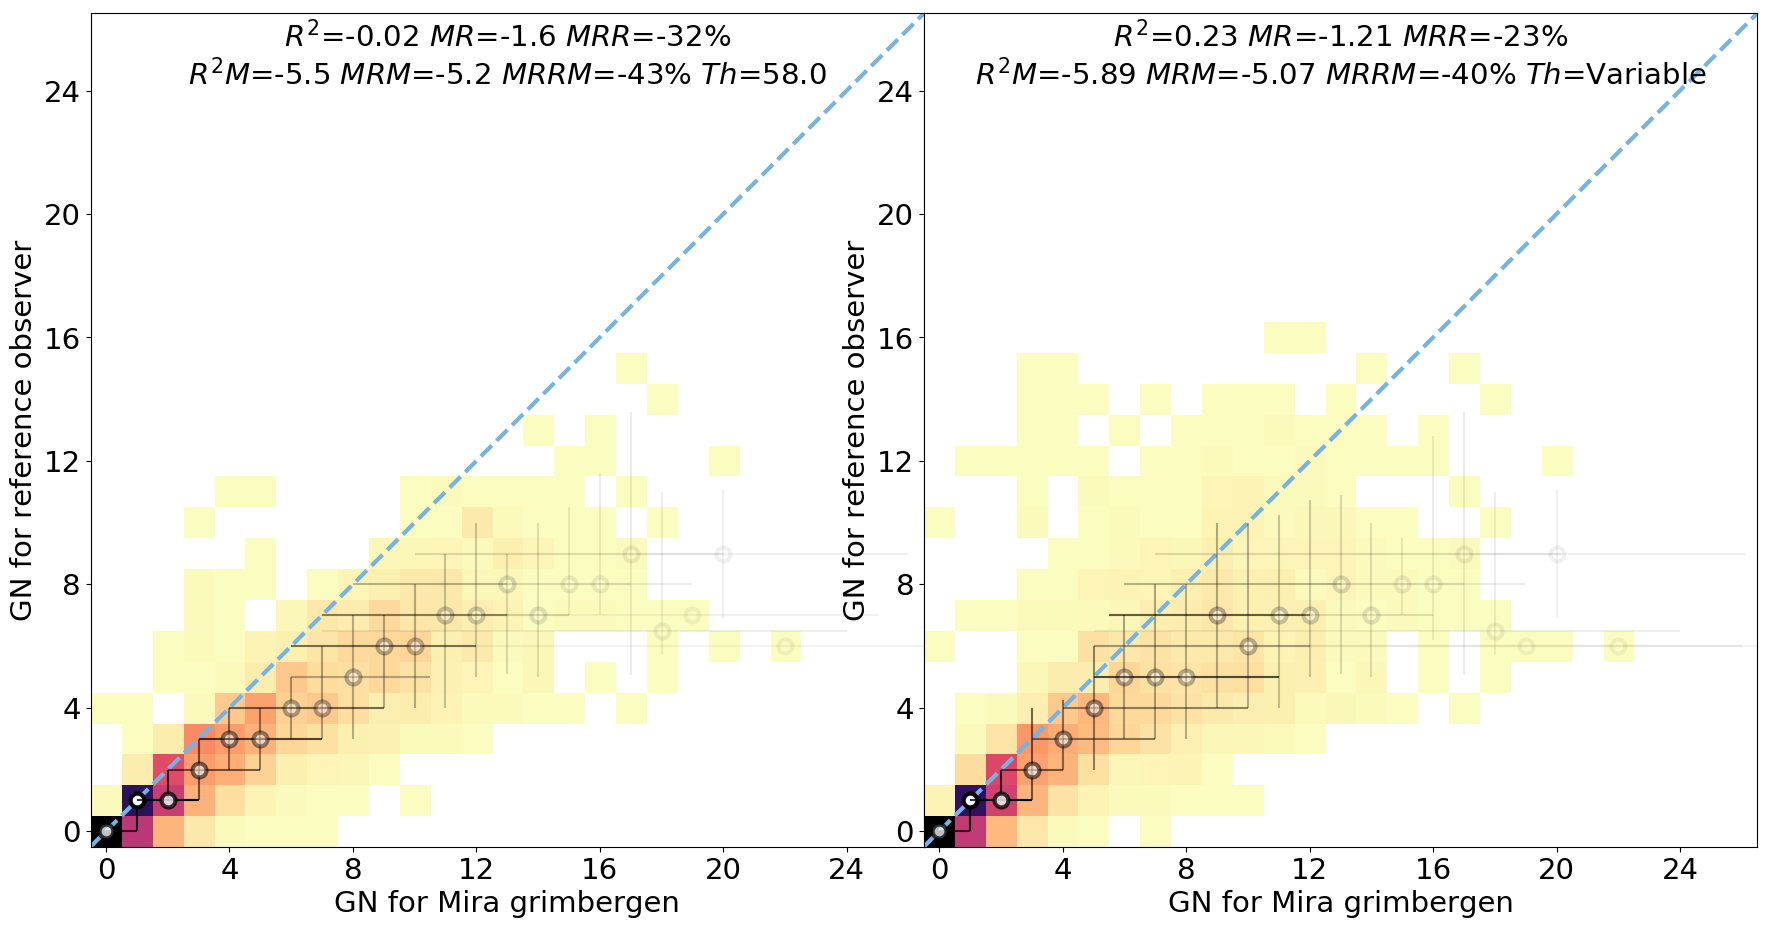 R²=-0.02 MR=-1.6 MRR=-32%
R²M=-5.5 MRM=-5.2 MRRM=-43% Th=58.0
24
20
16
12
8
4
0
GN for reference observer
0 4 8 12 16 20 24
GN for Mira grimbergen
R²=0.23 MR=-1.21 MRR=-23%
R²M=-5.89 MRM=-5.07 MRRM=-40% Th=Variable
24
20
16
12
8
4
0
GN for reference observer
0 4 8 12 16 20 24
GN for Mira grimbergen